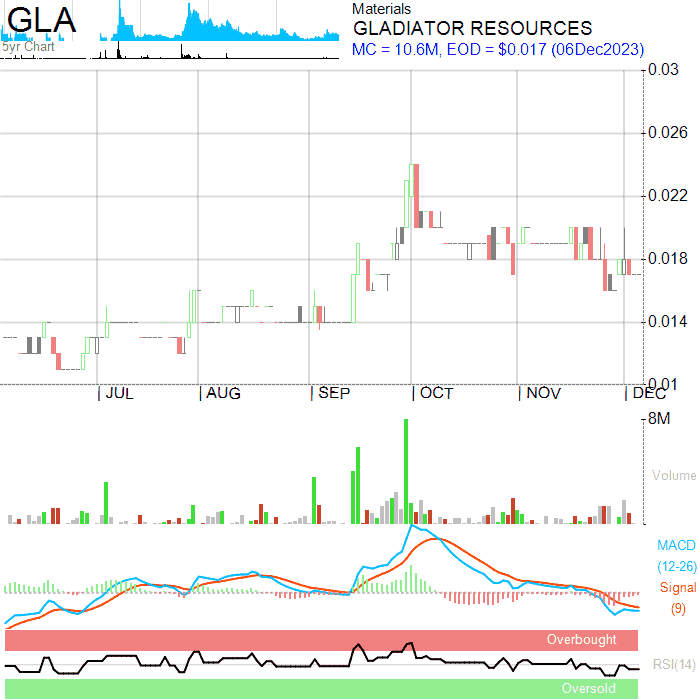 GLA
5yr Chart
Materials
GLADIATOR RESOURCES
MC = 10.6M, EOD = $0.017 (06Dec2023)
0.03
0.026
0.022
0.018
0.014
0.01
JUL AUG SEP OCT NOV DEC
8M
Volume
MACD
(12-26)
Signal
(9)
Overbought
RSI(14)
Oversold